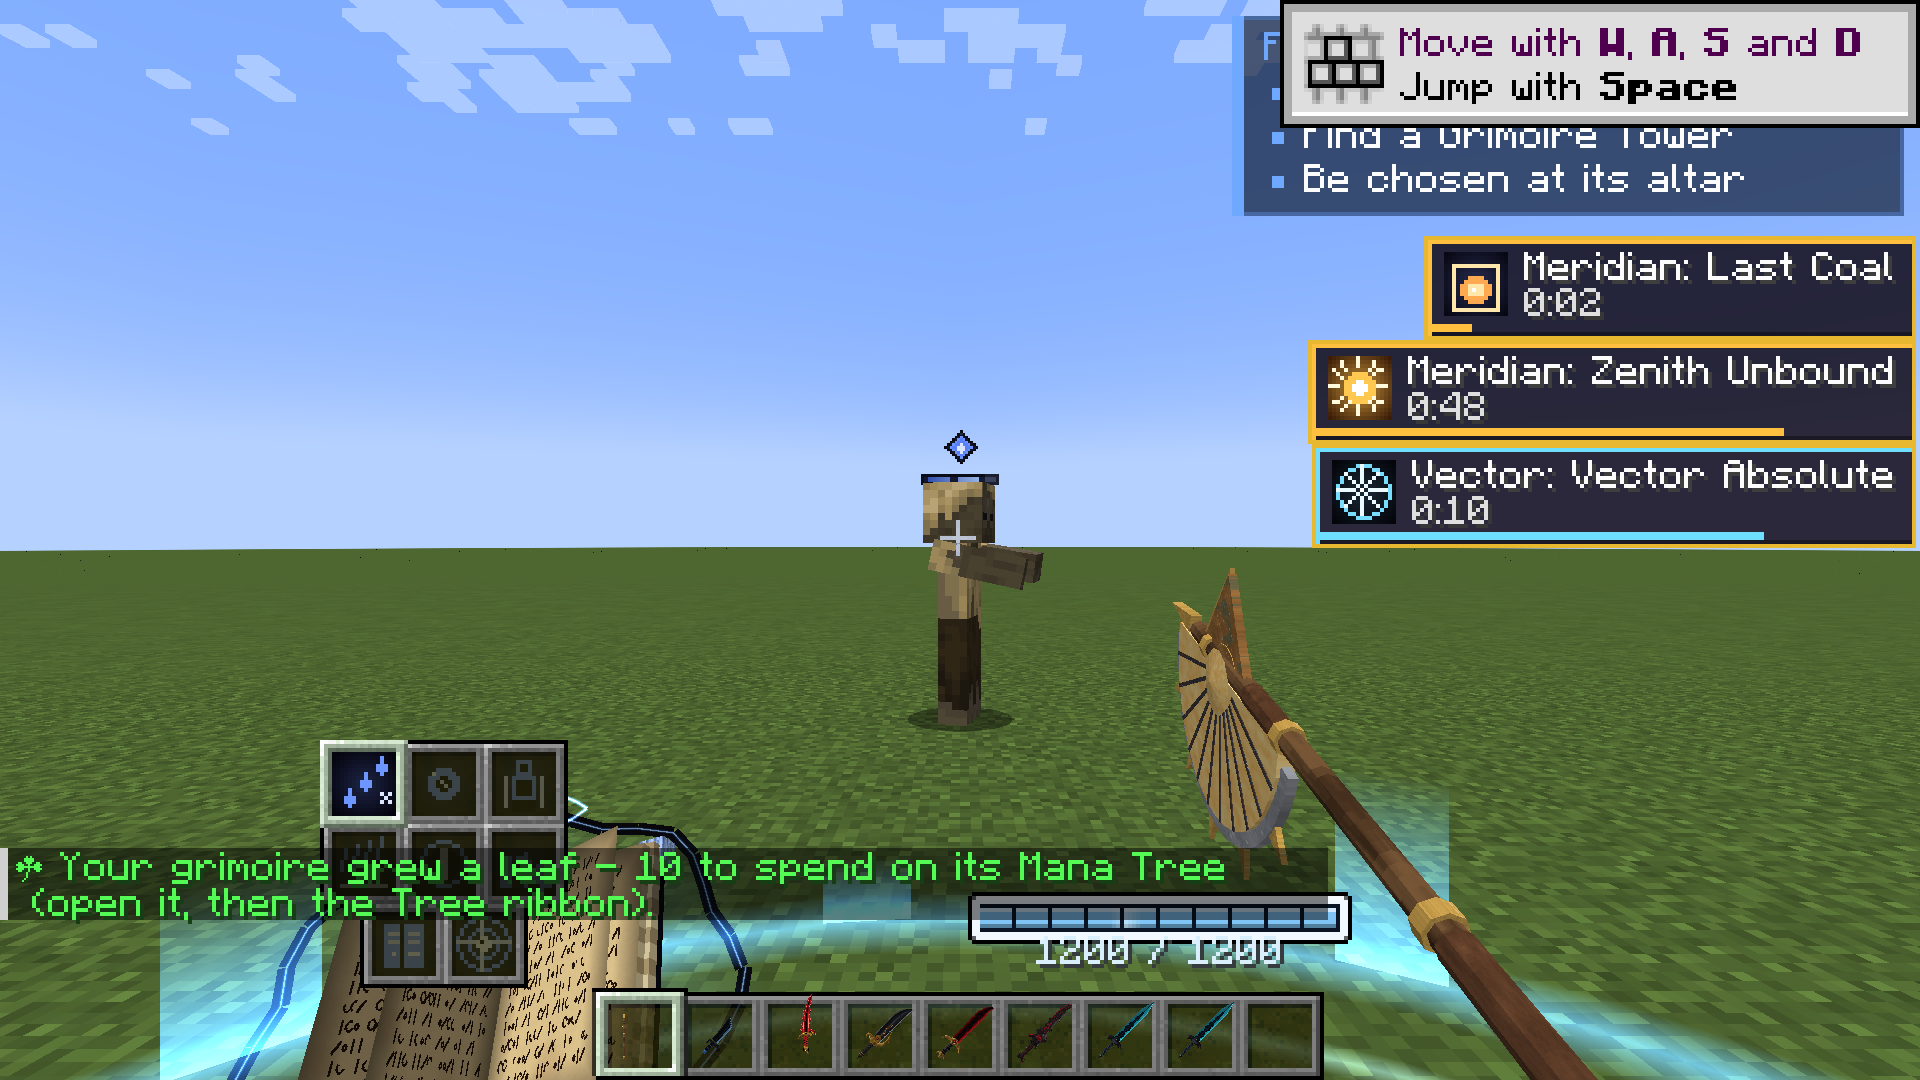 Move with W, A, S and D
Jump with Space
F
Find a Grimoire Tower
Be chosen at its altar
Meridian: Last Coal
0:02
Meridian: Zenith Unbound
0:48
Vector: Vector Absolute
0:10
Your grimoire grew a leaf — 10 to spend on its Mana Tree
(open it, then the Tree ribbon).
1200 / 1200